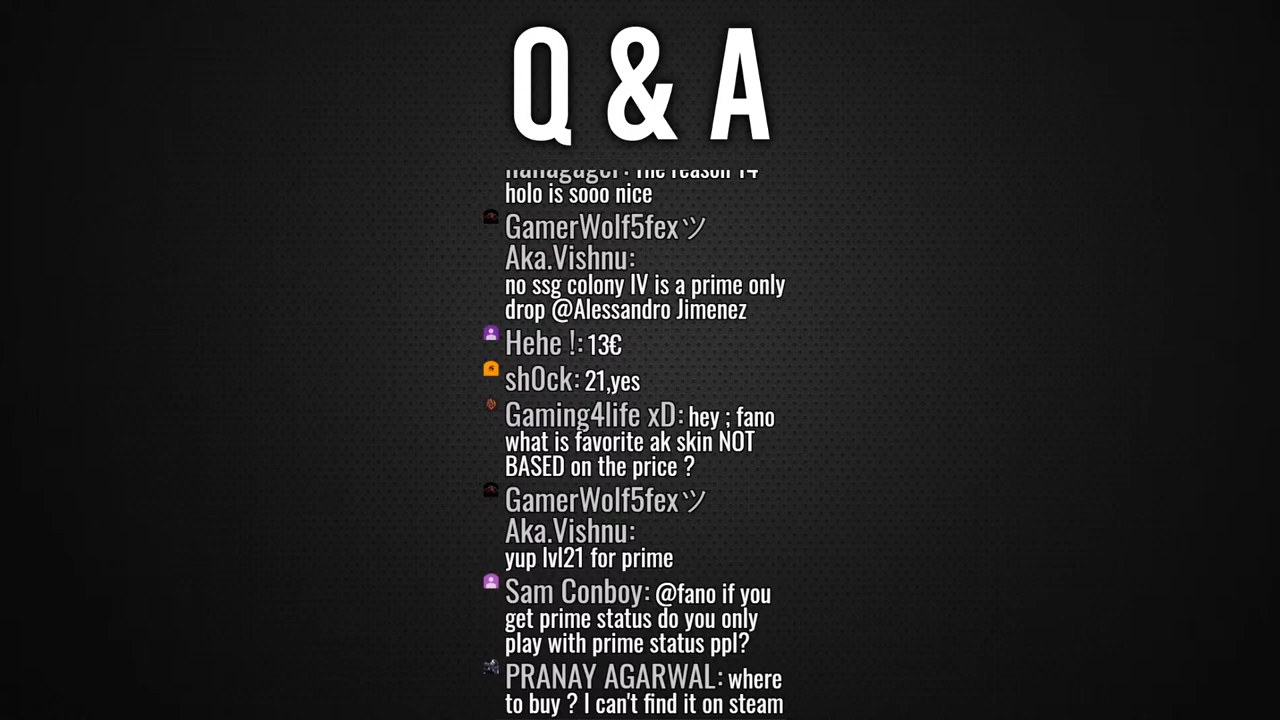 Q & A
The reason 14
holo is sooo nice
GamerWolf5fexツ
Aka.Vishnu:
no ssg colony IV is a prime only
drop @Alessandro Jimenez
Hehe !: 13€
sh0ck: 21,yes
Gaming4life xD: hey ; fano
what is favorite ak skin NOT
BASED on the price ?
GamerWolf5fexツ
Aka.Vishnu:
yup lvl21 for prime
Sam Conboy: @fano if you
get prime status do you only
play with prime status ppl?
PRANAY AGARWAL: where
to buy ? I can't find it on steam